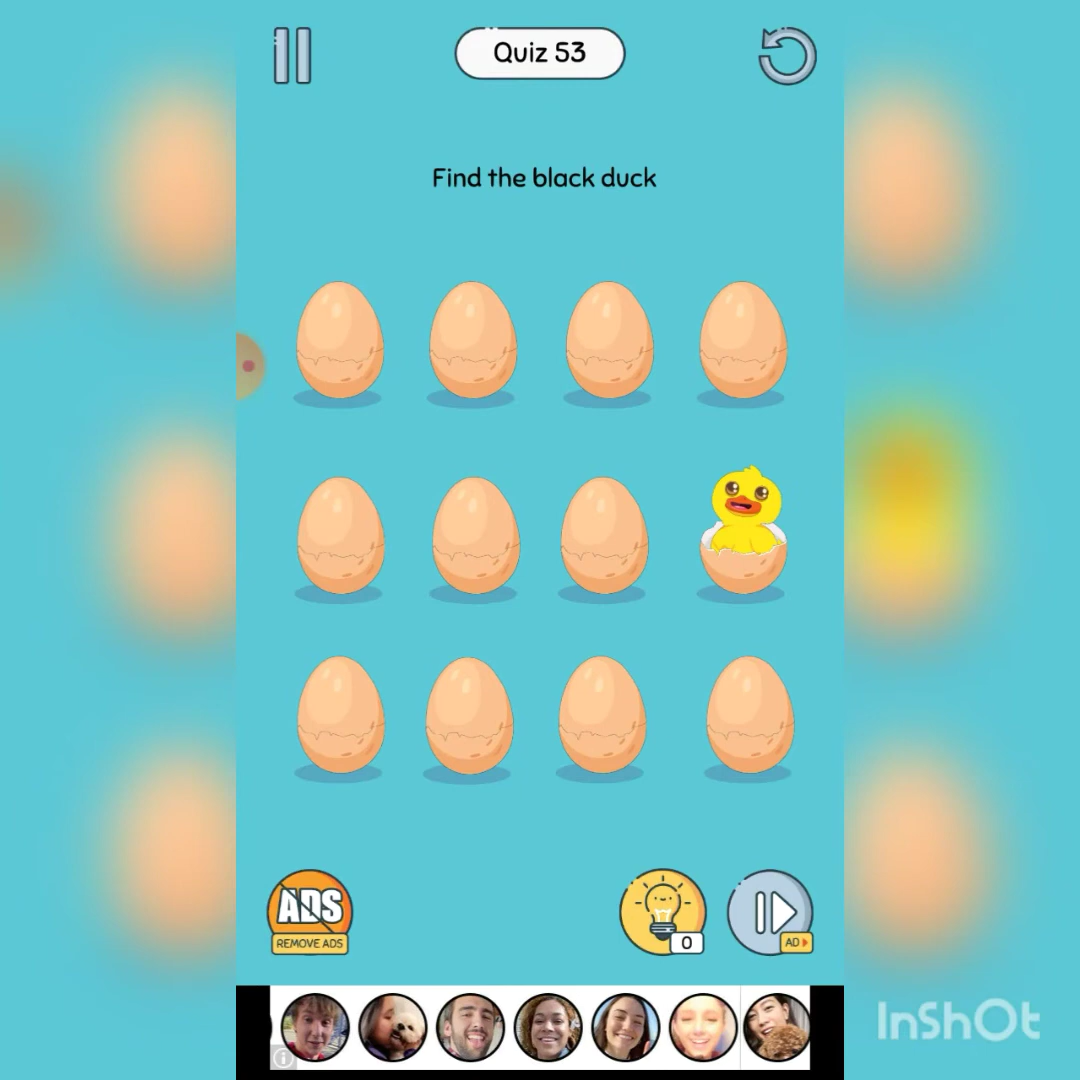 Quiz 53
Find the black duck
ADS
REMOVE ADS
0
AD
InShOt